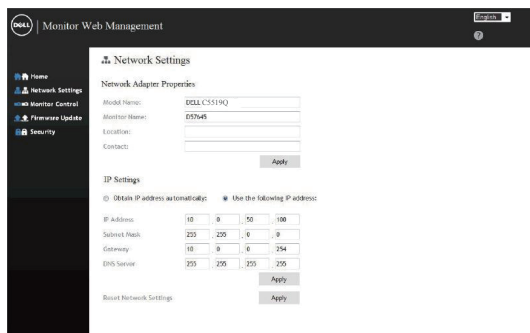 DELL Monitor Web Management
English
?
Network Settings
Home
Network Settings
Monitor Control
Firmware Update
Security
Network Adapter Properties
Model Name: DELL C5519Q
Monitor Name: D57645
Location:
Contact:
Apply
IP Settings
Obtain IP address automatically: Use the following IP address:
IP Address 10 . 0 . 50 . 100
Subnet Mask 255 . 255 . 0 . 0
Gateway 10 . 0 . 0 . 254
DNS Server 255 . 255 . 255 . 255
Apply
Reset Network Settings Apply